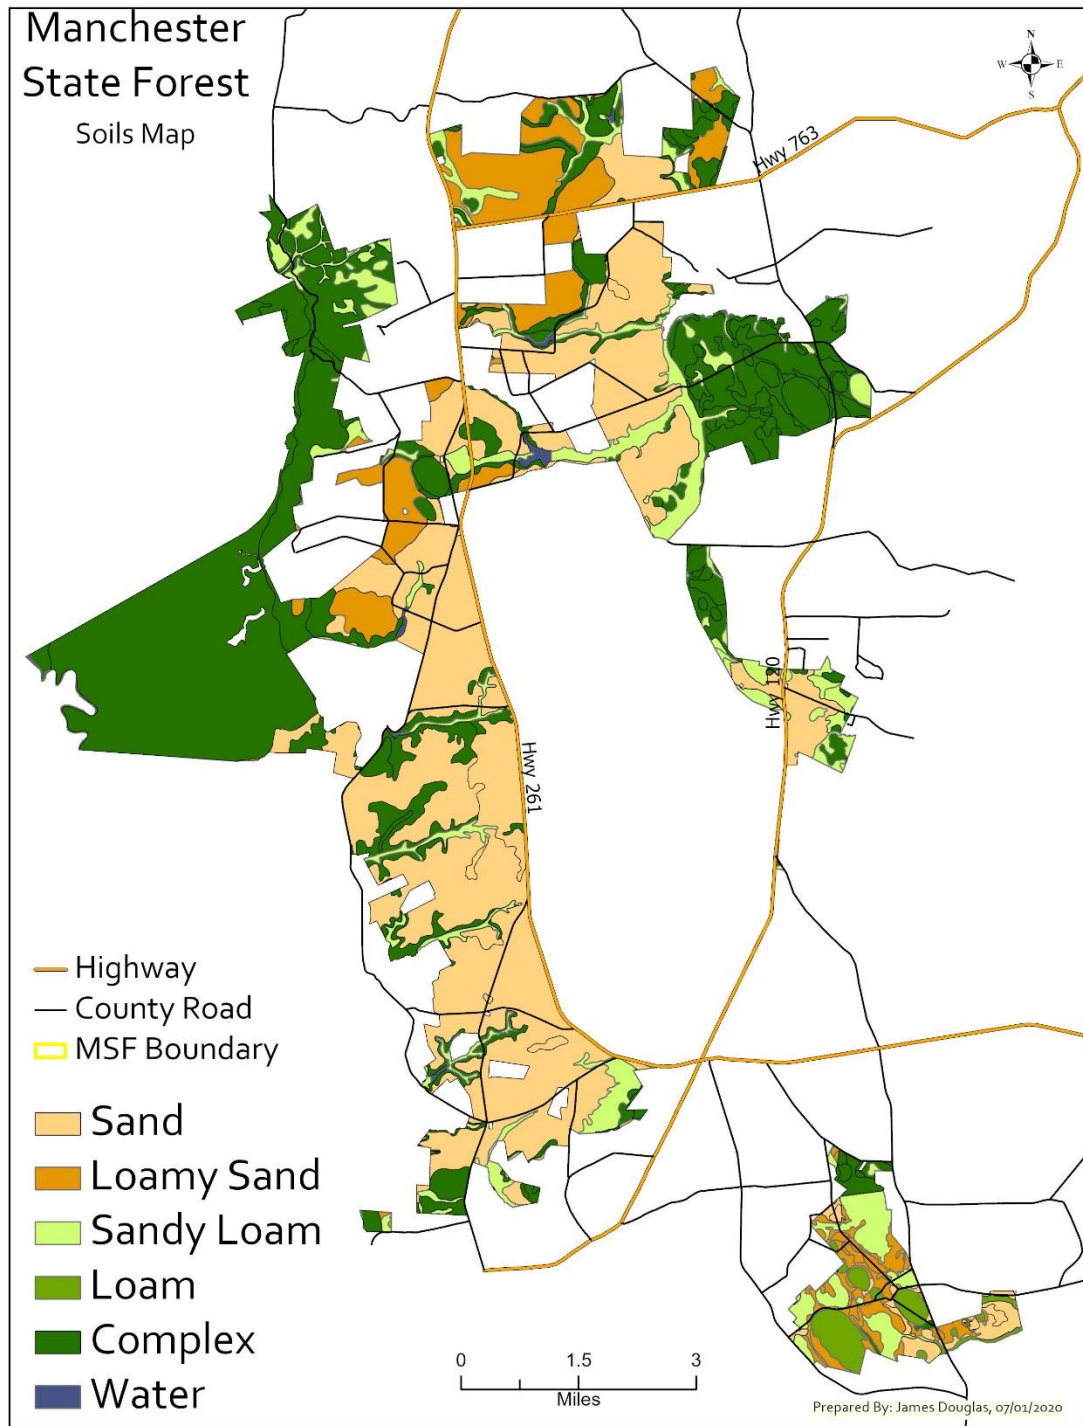 Manchester
State Forest
Soils Map
N
W E
S
Hwy 763
Hwy 120
Hwy 261
Highway
County Road
MSF Boundary
Sand
Loamy Sand
Sandy Loam
Loam
Complex
Water
0 1.5 3
Miles
Prepared By: James Douglas, 07/01/2020